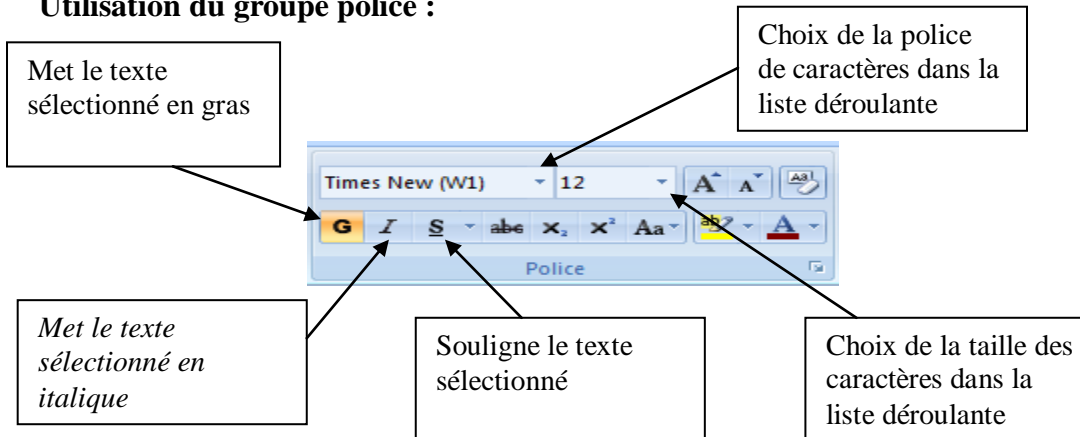 Utilisation du groupe police :
Met le texte
sélectionné en gras
Choix de la police
de caractères dans la
liste déroulante
Times New (W1) 12 A A Aa
G I S abc x₂ x² Aa ab A
Police
Met le texte
sélectionné en
italique
Souligne le texte
sélectionné
Choix de la taille des
caractères dans la
liste déroulante